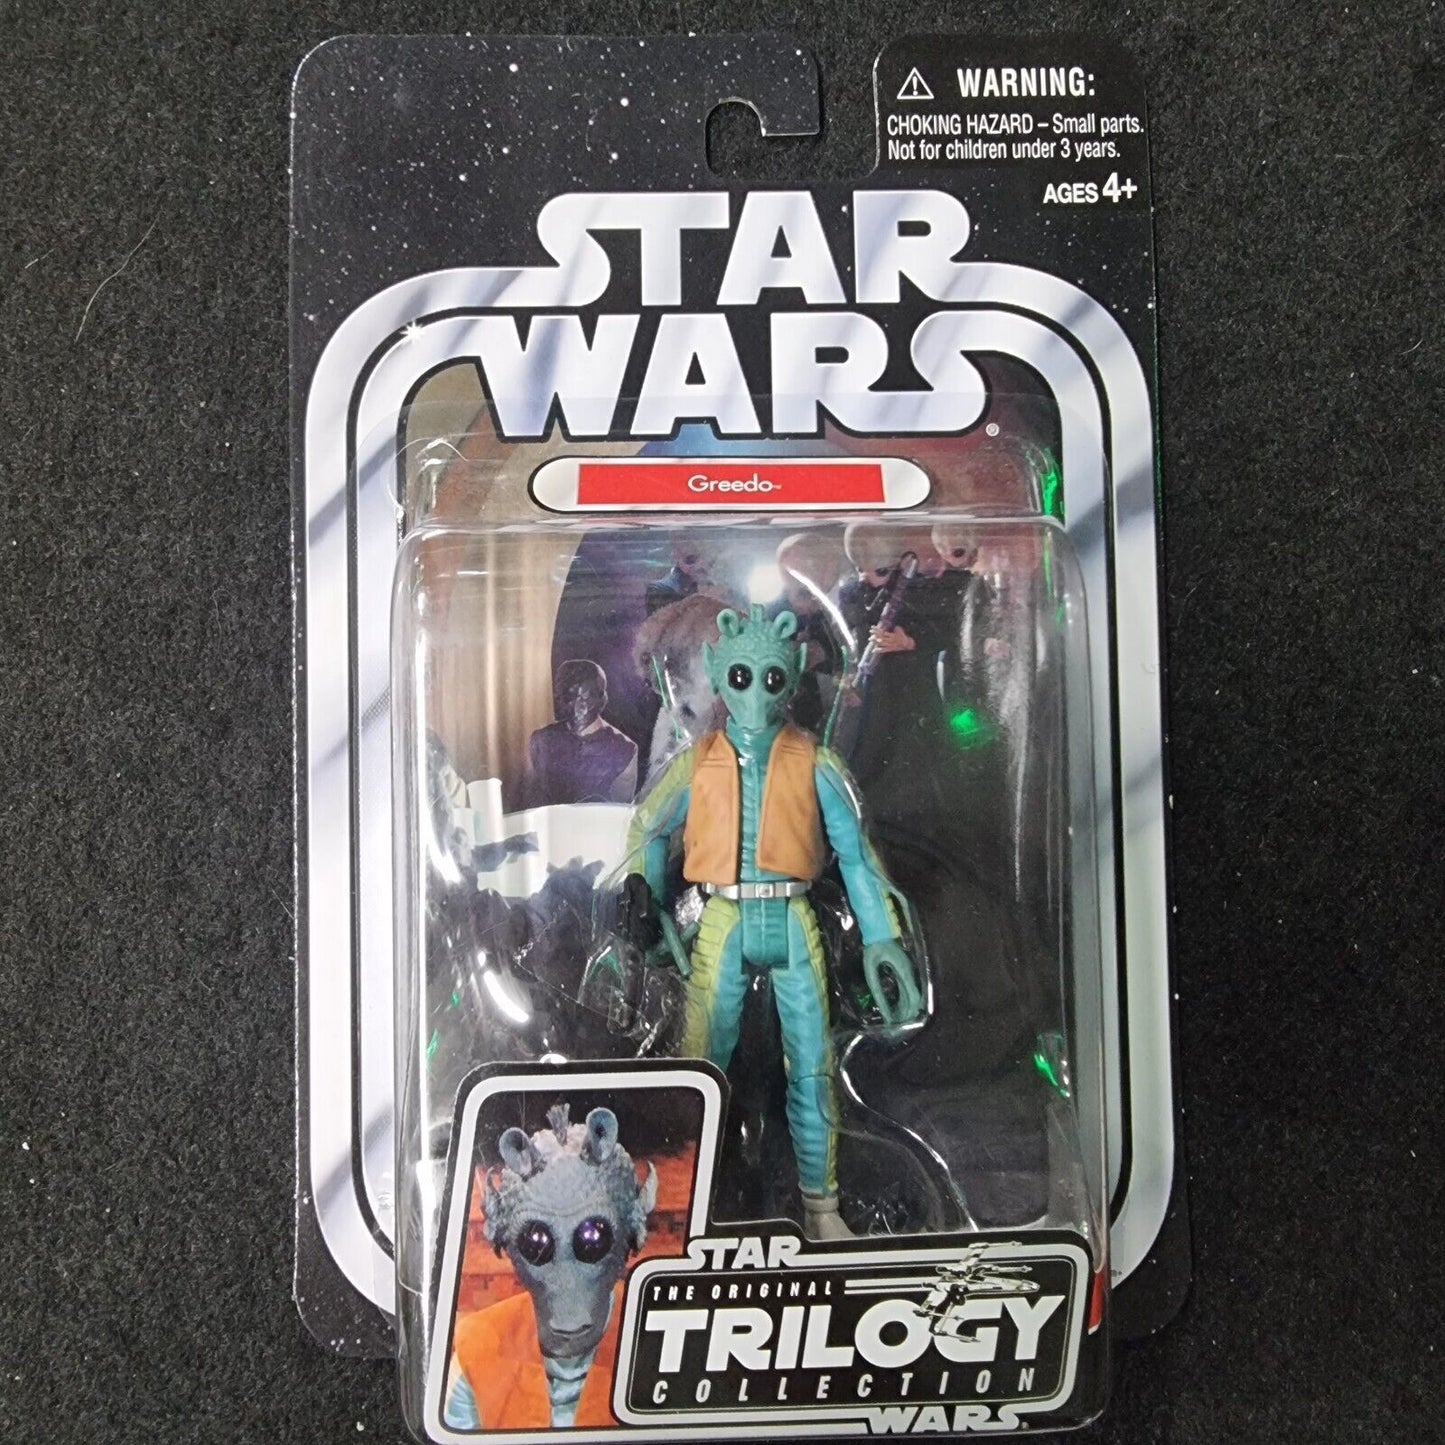 WARNING:
CHOKING HAZARD – Small parts.
Not for children under 3 years.
AGES 4+
STAR
WARS®
Greedo™
STAR
THE ORIGINAL
TRILOGY
COLLECTION
WARS®